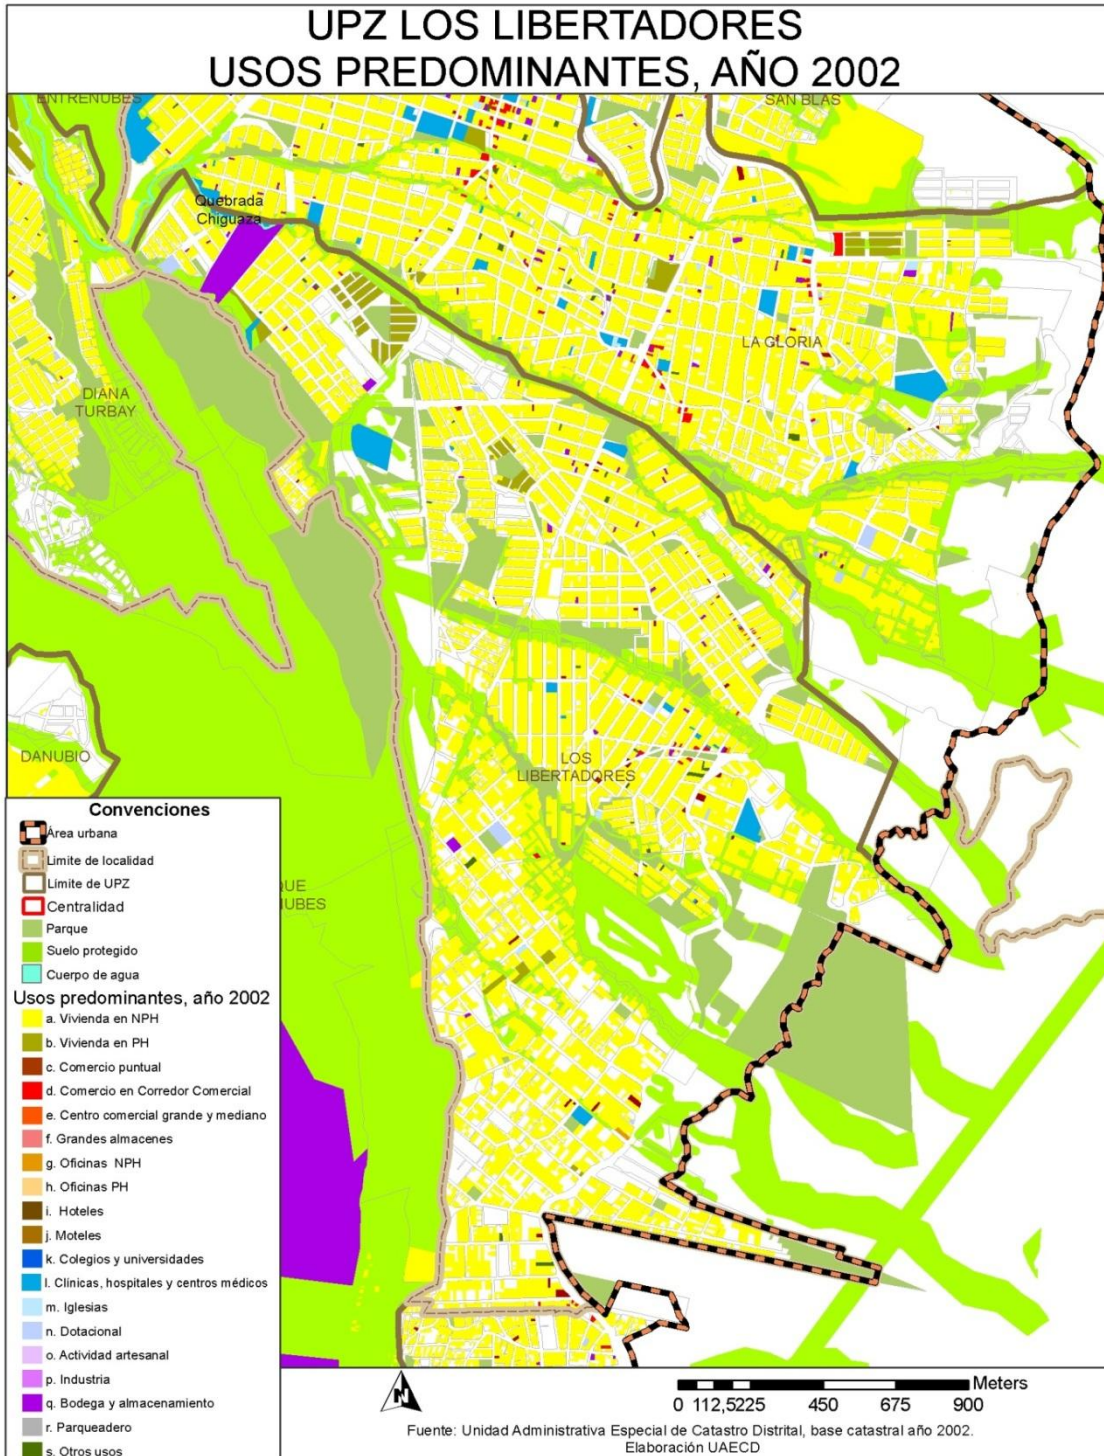 UPZ LOS LIBERTADORES
USOS PREDOMINANTES, AÑO 2002
ENTRENUBES
SAN BLAS
Quebrada
Chiguaza
LA GLORIA
DIANA
TURBAY
DANUBIO
LOS
LIBERTADORES
QUE
NUBES
Convenciones
Área urbana
Limite de localidad
Límite de UPZ
Centralidad
Parque
Suelo protegido
Cuerpo de agua
Usos predominantes, año 2002
a. Vivienda en NPH
b. Vivienda en PH
c. Comercio puntual
d. Comercio en Corredor Comercial
e. Centro comercial grande y mediano
f. Grandes almacenes
g. Oficinas NPH
h. Oficinas PH
i. Hoteles
j. Moteles
k. Colegios y universidades
l. Clínicas, hospitales y centros médicos
m. Iglesias
n. Dotacional
o. Actividad artesanal
p. Industria
q. Bodega y almacenamiento
r. Parqueadero
s. Otros usos
N
Meters
0 112,5225 450 675 900
Fuente: Unidad Administrativa Especial de Catastro Distrital, base catastral año 2002.
Elaboración UAECD